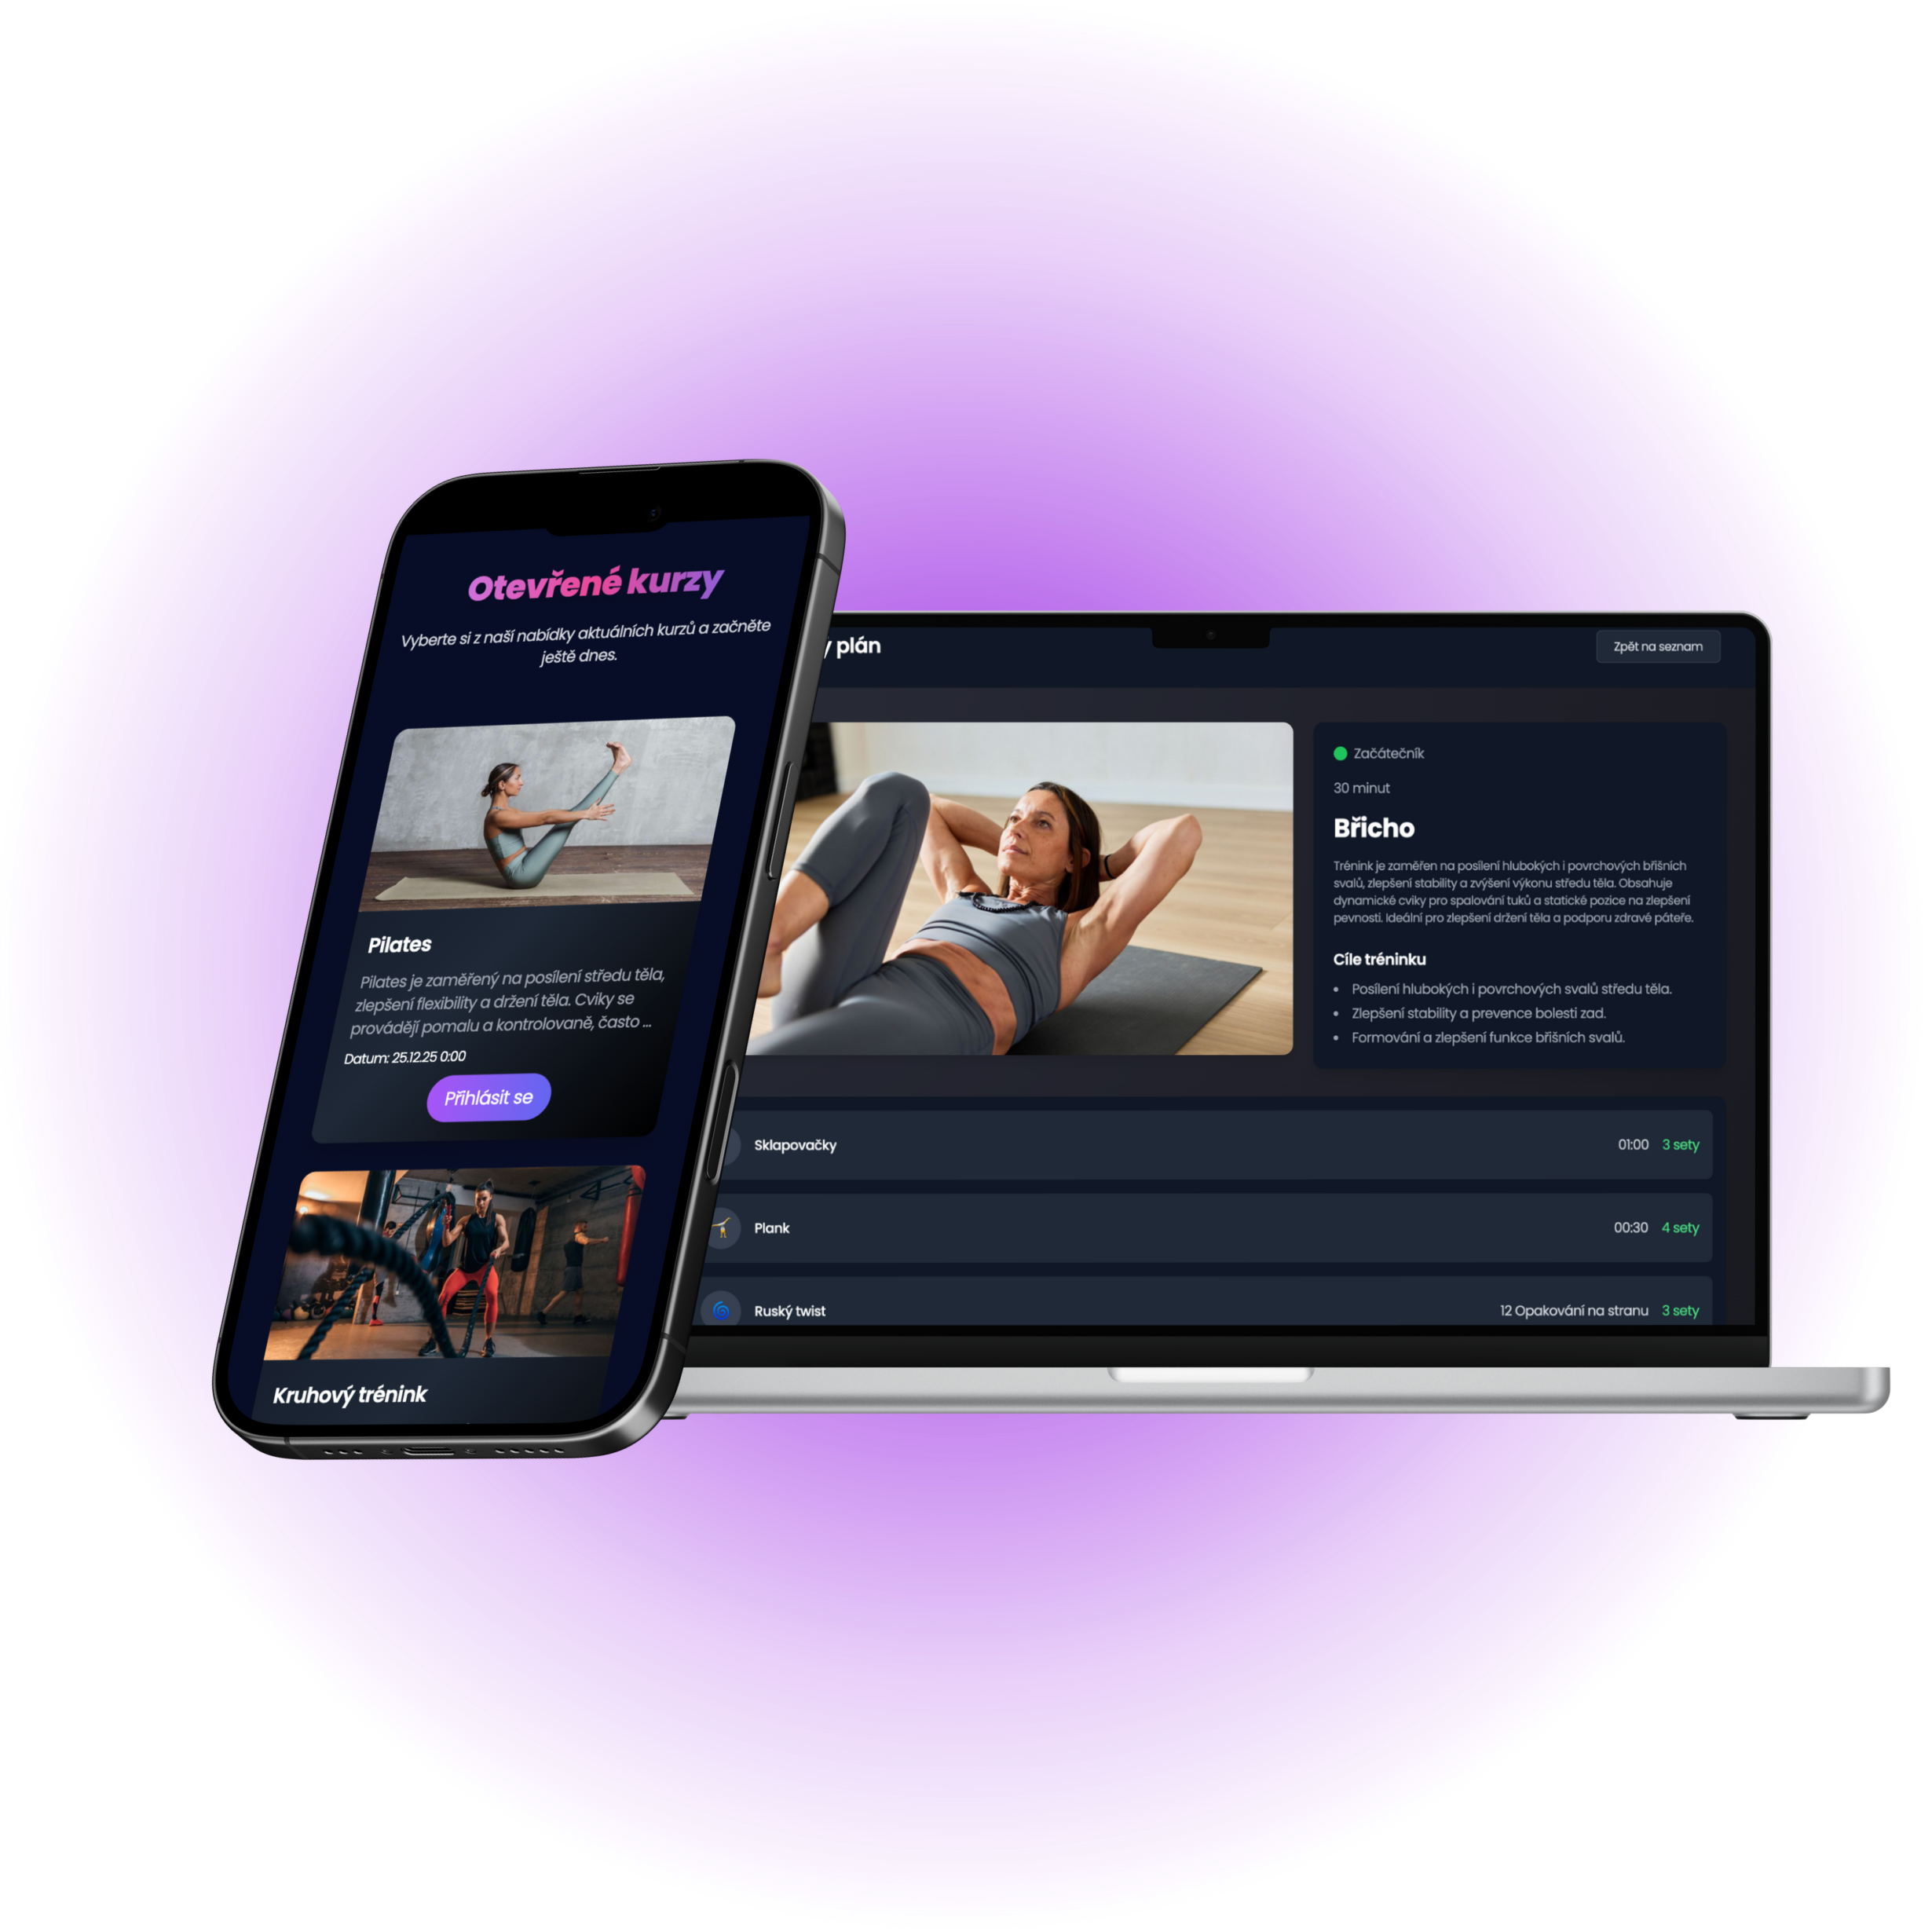 Otevřené kurzy
Vyberte si z naší nabídky aktuálních kurzů a začněte
ještě dnes.
Pilates
Pilates je zaměřený na posílení středu těla,
zlepšení flexibility a držení těla. Cviky se
provádějí pomalu a kontrolovaně, často ...
Datum: 25.12.25 0:00
Přihlásit se
Kruhový trénink
plán
Zpět na seznam
Začátečník
30 minut
Břicho
Trénink je zaměřen na posílení hlubokých i povrchových břišních
svalů, zlepšení stability a zvýšení výkonu středu těla. Obsahuje
dynamické cviky pro spalování tuků a statické pozice na zlepšení
pevnosti. Ideální pro zlepšení držení těla a podporu zdravé páteře.
Cíle tréninku
• Posílení hlubokých i povrchových svalů středu těla.
• Zlepšení stability a prevence bolesti zad.
• Formování a zlepšení funkce břišních svalů.
Sklapovačky 01:00 3 sety
Plank 00:30 4 sety
Ruský twist 12 Opakování na stranu 3 sety